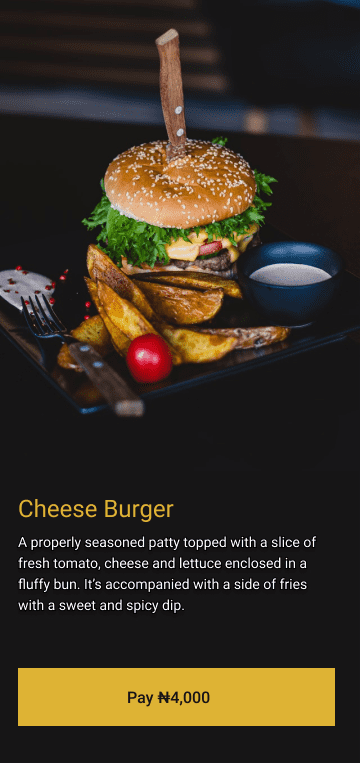 Cheese Burger
A properly seasoned patty topped with a slice of
fresh tomato, cheese and lettuce enclosed in a
fluffy bun. It's accompanied with a side of fries
with a sweet and spicy dip.
Pay ₦4,000